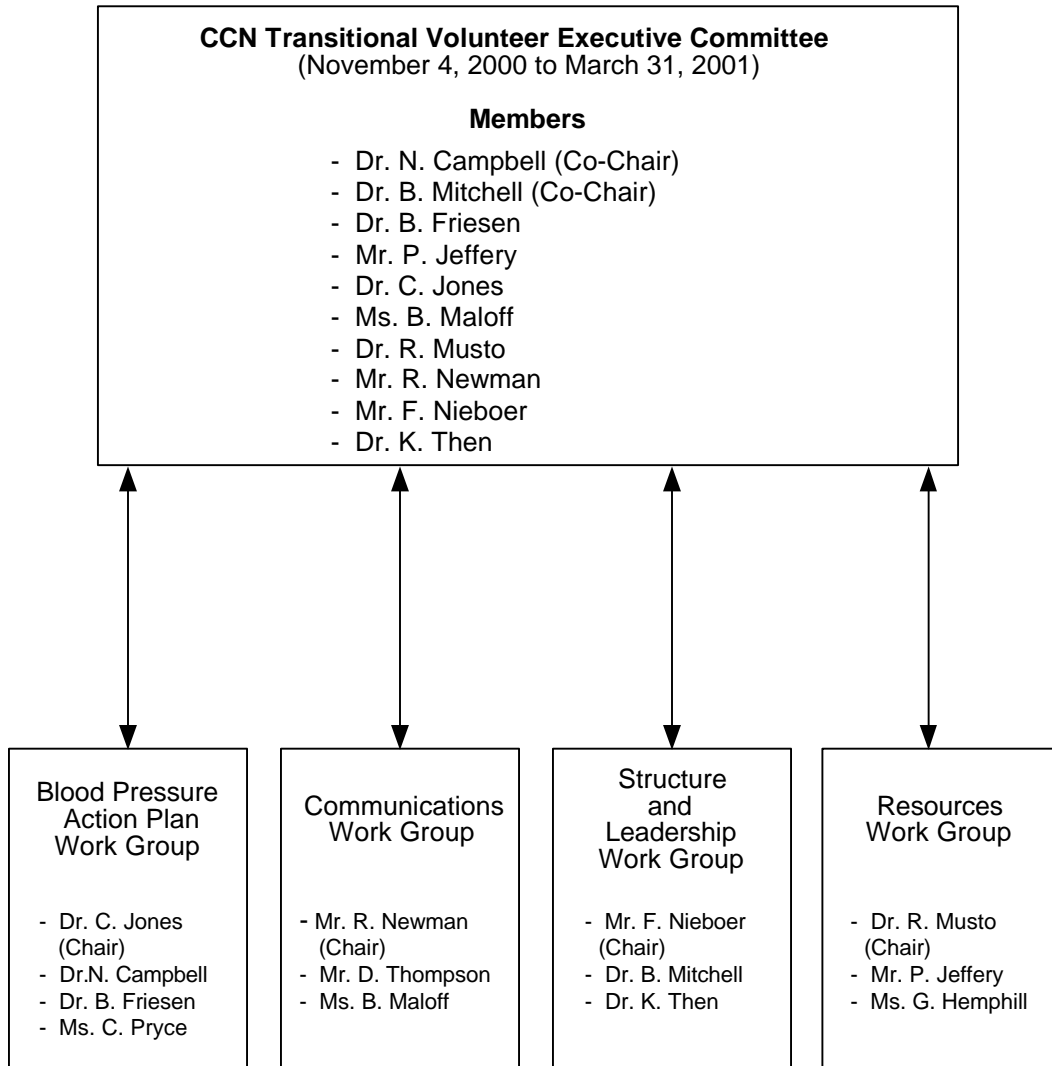 CCN Transitional Volunteer Executive Committee
(November 4, 2000 to March 31, 2001)
Members
- Dr. N. Campbell (Co-Chair)
- Dr. B. Mitchell (Co-Chair)
- Dr. B. Friesen
- Mr. P. Jeffery
- Dr. C. Jones
- Ms. B. Maloff
- Dr. R. Musto
- Mr. R. Newman
- Mr. F. Nieboer
- Dr. K. Then
Blood Pressure
Action Plan
Work Group
- Dr. C. Jones
(Chair)
- Dr.N. Campbell
- Dr. B. Friesen
- Ms. C. Pryce
Communications
Work Group
- Mr. R. Newman
(Chair)
- Mr. D. Thompson
- Ms. B. Maloff
Structure
and
Leadership
Work Group
- Mr. F. Nieboer
(Chair)
- Dr. B. Mitchell
- Dr. K. Then
Resources
Work Group
- Dr. R. Musto
(Chair)
- Mr. P. Jeffery
- Ms. G. Hemphill